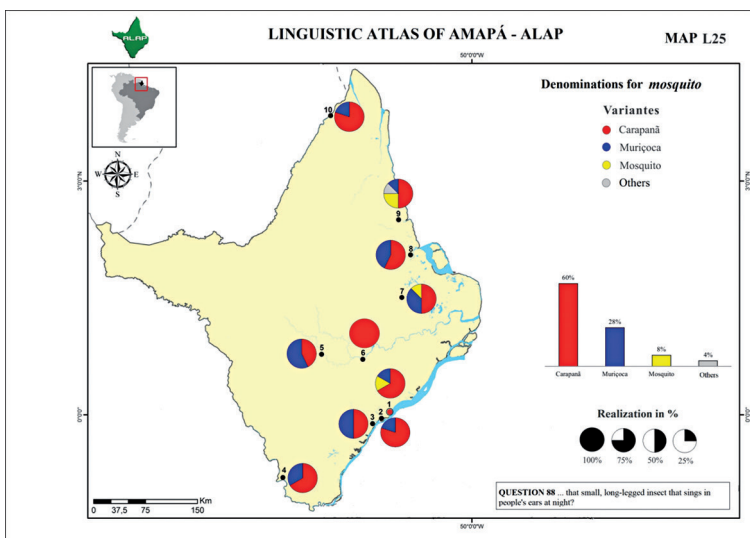 ALAP
LINGUISTIC ATLAS OF AMAPÁ - ALAP
MAP L25
50°0'0"W
Denominations for mosquito
Variantes
Carapanã
Muriçoca
Mosquito
Others
N
W E
S
10
9
8
7
5
6
1
2
3
4
60%
28%
8%
4%
Carapanã Muriçoca Mosquito Others
Realization in %
100% 75% 50% 25%
0°0'0"
Km
0 37,5 75 150
QUESTION 88 ... that small, long-legged insect that sings in
people's ears at night?
50°0'0"W